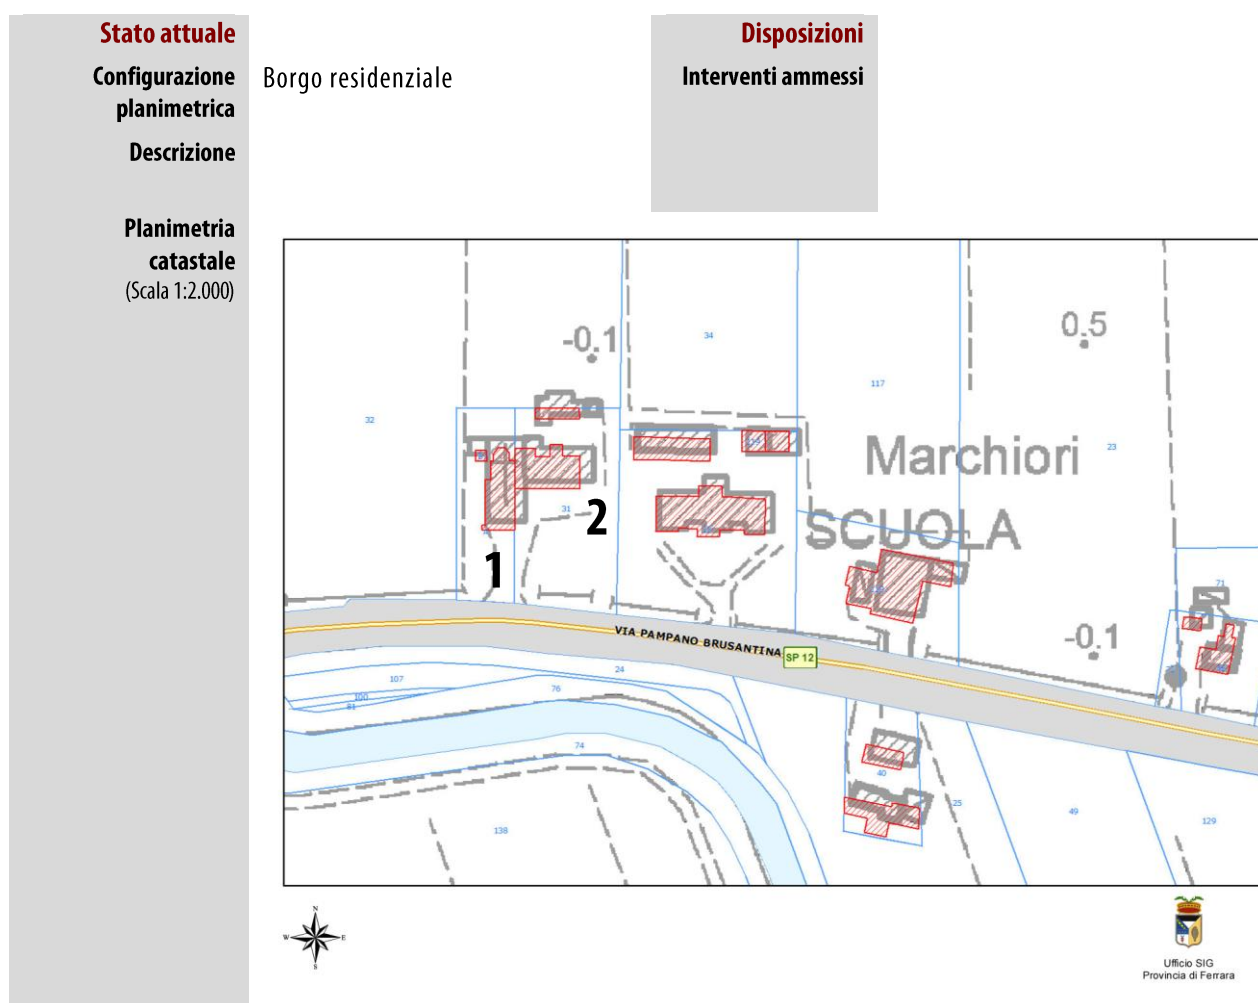 Stato attuale
Disposizioni
Configurazione
planimetrica
Borgo residenziale
Interventi ammessi
Descrizione
Planimetria
catastale
(Scala 1:2.000)
-0.1
34
0.5
117
32
Marchiori
23
31
2
SCUOLA
1
71
VIA PAMPANO BRUSANTINA
SP 12
-0.1
24
107
76
100
81
74
40
25
49
129
138
N
W
E
S
Ufficio SIG
Provincia di Ferrara